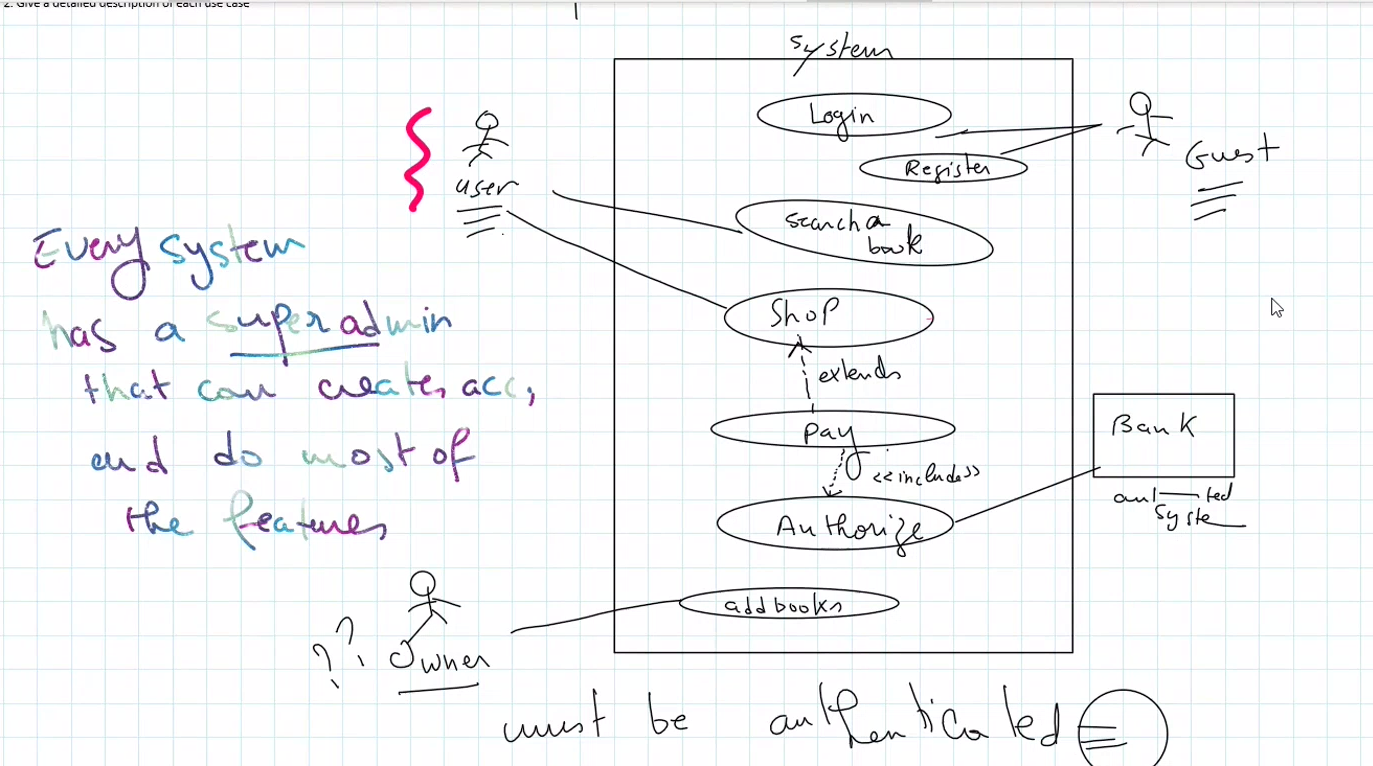 2. Give a detailed description of each use case
system
Login
Register
Guest
user
search a
book
Shop
extends
pay
<<includes>>
Authorize
Bank
Syste
add books
Every system
has a super admin
that can create acc,
and do most of
the features
?? Owner
must be authenticated